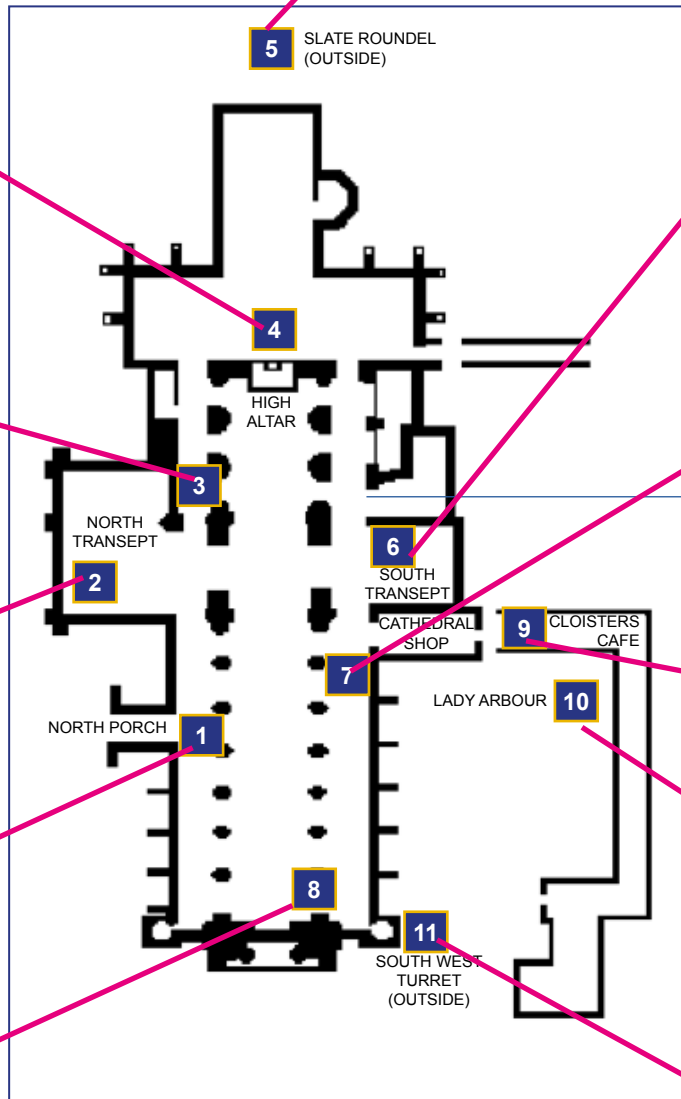 5
SLATE ROUNDEL
(OUTSIDE)
4
HIGH
ALTAR
3
NORTH
TRANSEPT
2
6
SOUTH
TRANSEPT
CATHEDRAL
SHOP
9
CLOISTERS
CAFE
7
LADY ARBOUR
10
NORTH PORCH
1
8
11
SOUTH WEST
TURRET
(OUTSIDE)